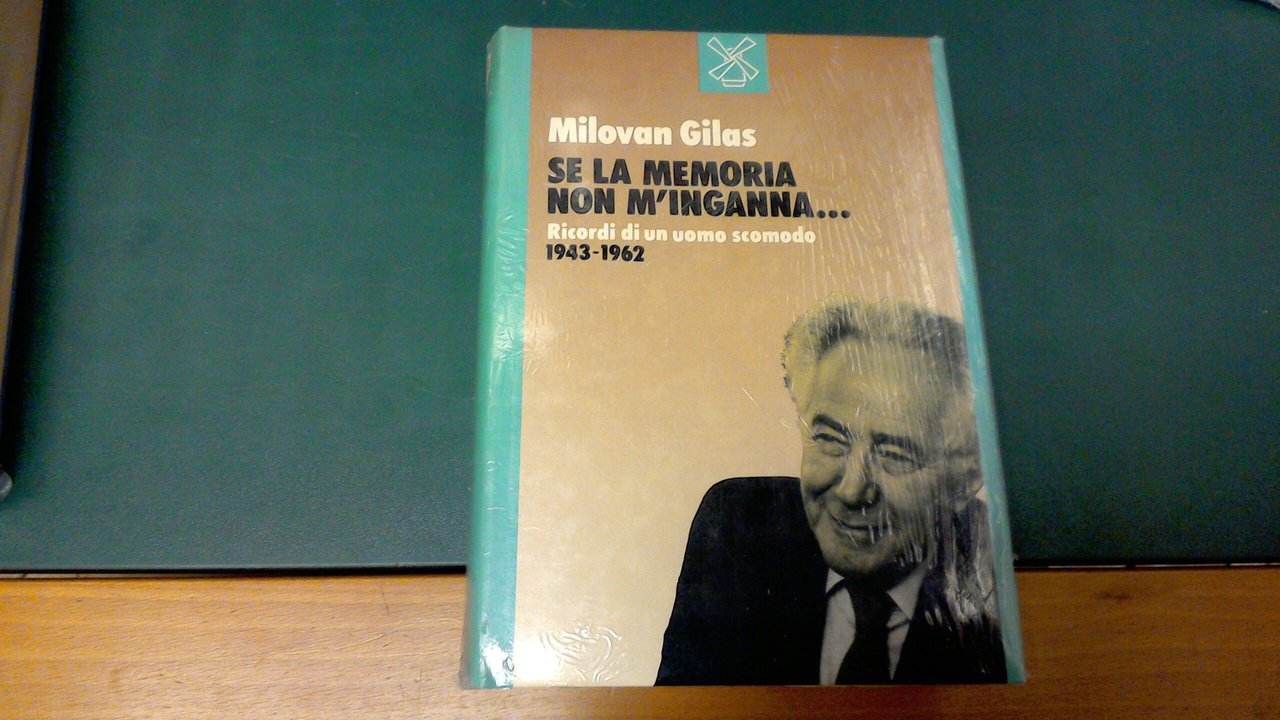 Milovan Gilas
SE LA MEMORIA
NON M'INGANNA...
Ricordi di un uomo scomodo
1943-1962